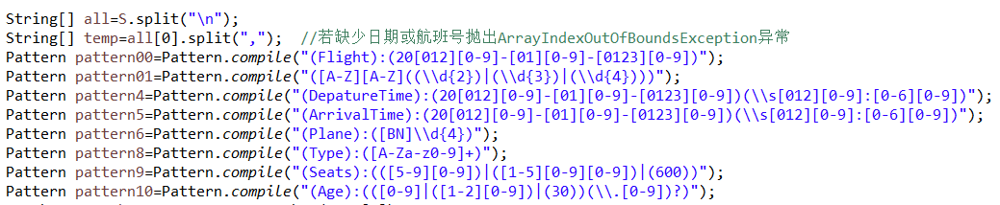 String[] all=S.split("\n");
String[] temp=all[0].split(",");  //若缺少日期或航班号抛出ArrayIndexOutOfBoundsException异常
Pattern pattern00=Pattern.compile("(Flight):(20[012][0-9]-[01][0-9]-[0123][0-9])");
Pattern pattern01=Pattern.compile("([A-Z][A-Z]((\\d{2})|(\\d{3})|(\\d{4})))");
Pattern pattern4=Pattern.compile("(DepatureTime):(20[012][0-9]-[01][0-9]-[0123][0-9])(\\s[012][0-9]:[0-6][0-9])");
Pattern pattern5=Pattern.compile("(ArrivalTime):(20[012][0-9]-[01][0-9]-[0123][0-9])(\\s[012][0-9]:[0-6][0-9])");
Pattern pattern6=Pattern.compile("(Plane):([BN]\\d{4})");
Pattern pattern8=Pattern.compile("(Type):([A-Za-z0-9]+)");
Pattern pattern9=Pattern.compile("(Seats):(([5-9][0-9])|([1-5][0-9][0-9])|(600))");
Pattern pattern10=Pattern.compile("(Age):(([0-9]|([1-2][0-9])|(30))(\\.[0-9])?)");